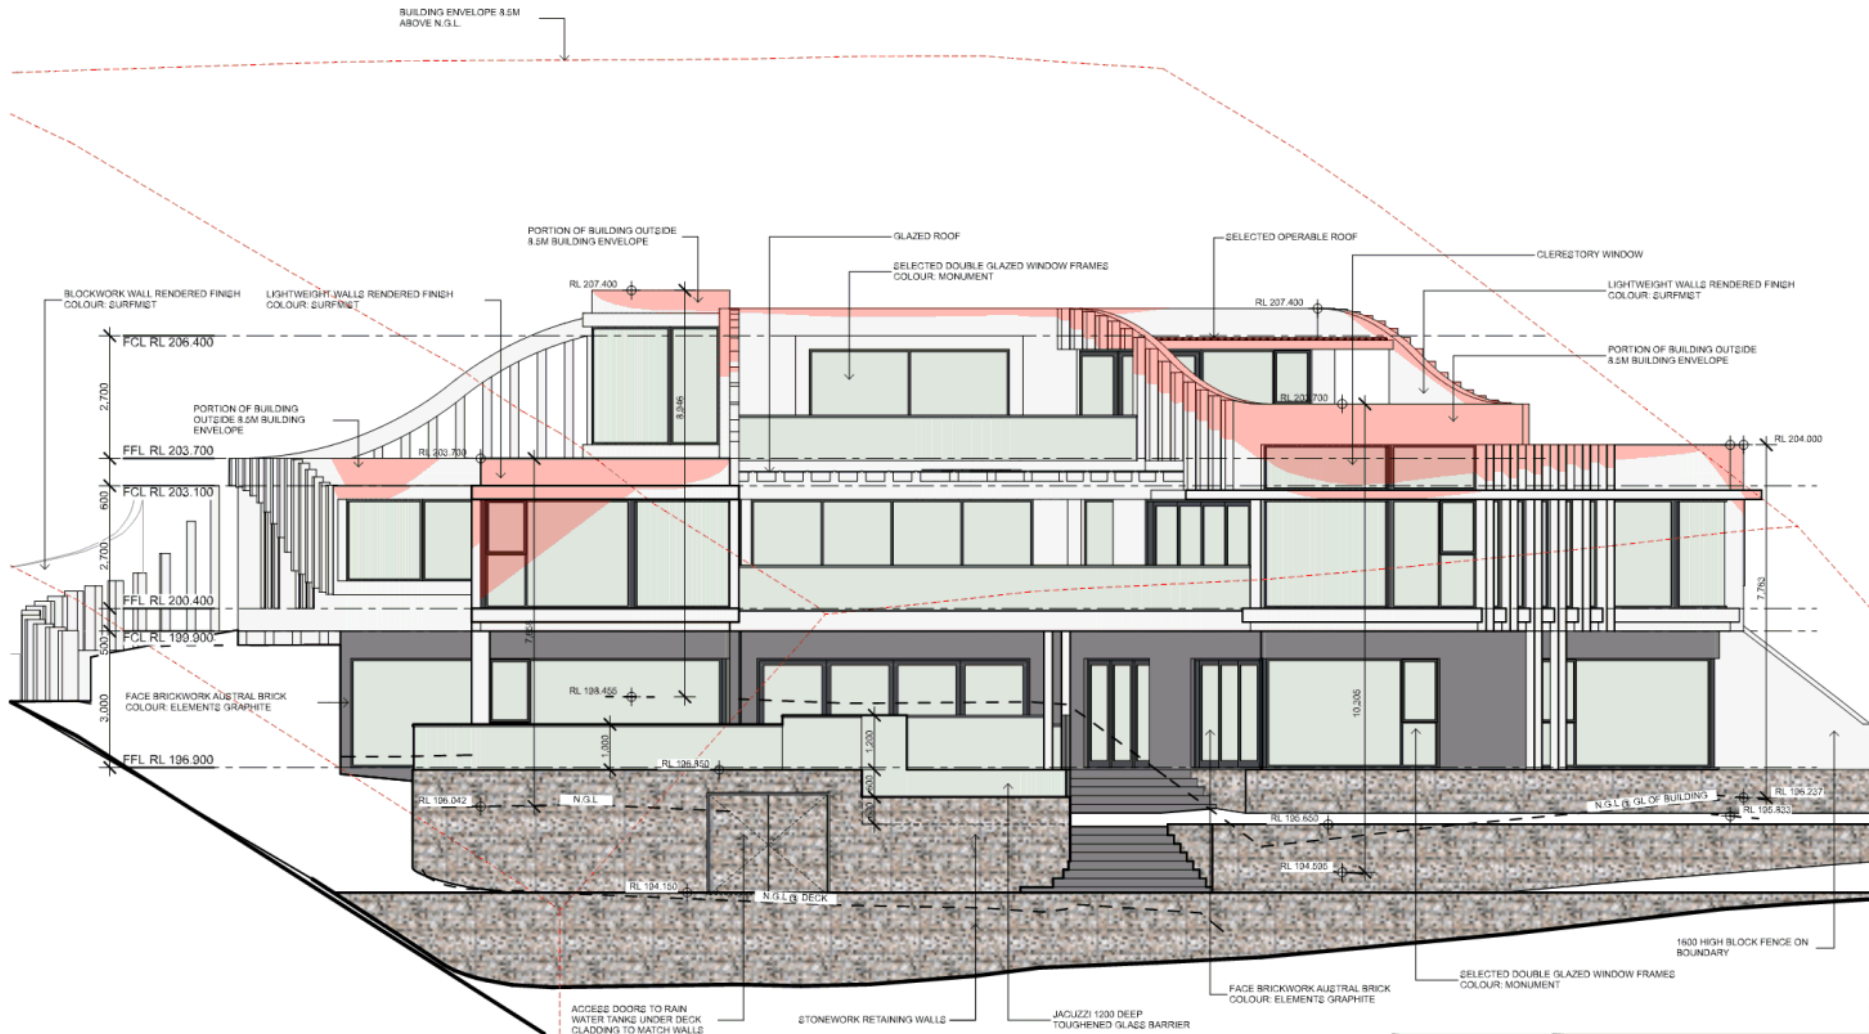 BUILDING ENVELOPE 8.5M
ABOVE N.G.L.
PORTION OF BUILDING OUTSIDE
8.5M BUILDING ENVELOPE
GLAZED ROOF
SELECTED OPERABLE ROOF
CLERESTORY WINDOW
SELECTED DOUBLE GLAZED WINDOW FRAMES
COLOUR: MONUMENT
BLOCKWORK WALL RENDERED FINISH
COLOUR: SURFMIST
LIGHTWEIGHT WALLS RENDERED FINISH
COLOUR: SURFMIST
RL 207.400
RL 207.400
LIGHTWEIGHT WALLS RENDERED FINISH
COLOUR: SURFMIST
FCL RL 206.400
PORTION OF BUILDING OUTSIDE
8.5M BUILDING ENVELOPE
2,700
PORTION OF BUILDING
OUTSIDE 8.5M BUILDING
ENVELOPE
FFL RL 203.700
RL 203.700
RL 204.000
FCL RL 203.100
600
2,700
FFL RL 200.400
7,763
FCL RL 199.900
500
FACE BRICKWORK AUSTRAL BRICK
COLOUR: ELEMENTS GRAPHITE
RL 198.455
3,000
10,205
1,000
1,200
FFL RL 196.900
RL 196.850
600
RL 196.042
N.G.L
N.G.L @ GL OF BUILDING
RL 196.237
RL 195.833
RL 195.650
RL 194.595
RL 194.150
N.G.L @ DECK
1600 HIGH BLOCK FENCE ON
BOUNDARY
SELECTED DOUBLE GLAZED WINDOW FRAMES
COLOUR: MONUMENT
FACE BRICKWORK AUSTRAL BRICK
COLOUR: ELEMENTS GRAPHITE
ACCESS DOORS TO RAIN
WATER TANKS UNDER DECK
CLADDING TO MATCH WALLS
STONEWORK RETAINING WALLS
JACUZZI 1200 DEEP
TOUGHENED GLASS BARRIER